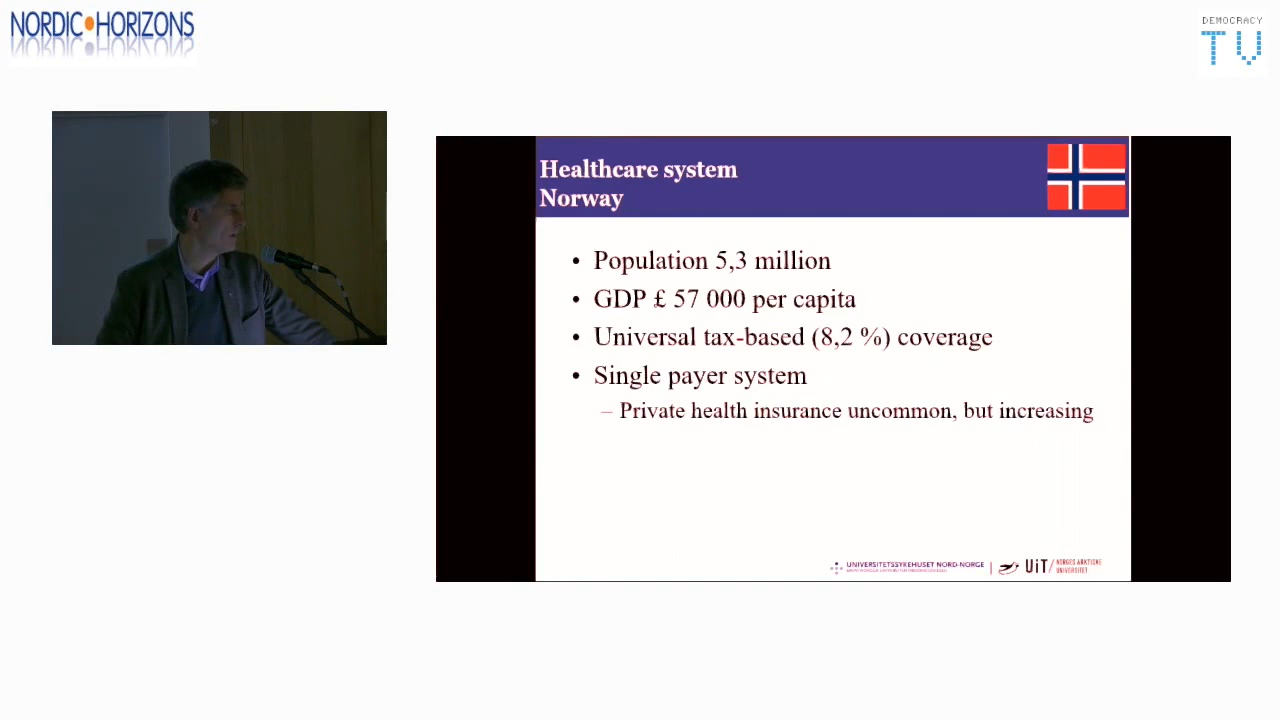 NORDIC HORIZONS
DEMOCRACY
TV
Healthcare system
Norway
• Population 5,3 million
• GDP £ 57 000 per capita
• Universal tax-based (8,2 %) coverage
• Single payer system
– Private health insurance uncommon, but increasing
UNIVERSITETSSYKEHUSET NORD-NORGE
UiT / NORGES ARKTISKE
UNIVERSITET